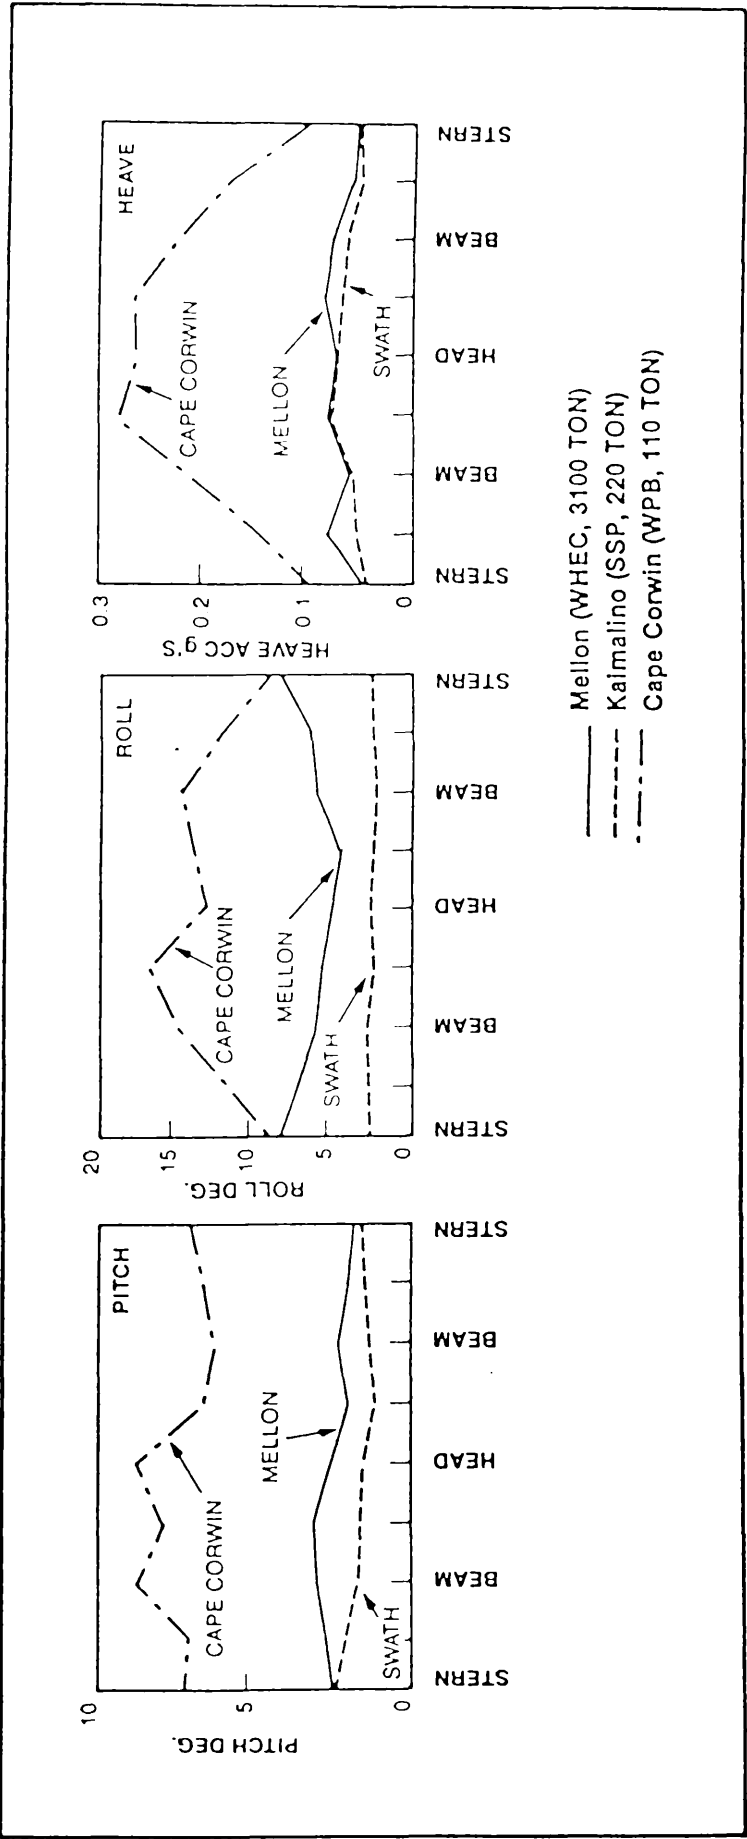 PITCH
PITCH DEG.
10
5
0
CAPE CORWIN
MELLON
SWATH
STERN
BEAM
HEAD
BEAM
STERN
ROLL
ROLL DEG.
20
15
10
5
0
CAPE CORWIN
MELLON
SWATH
STERN
BEAM
HEAD
BEAM
STERN
HEAVE
HEAVE ACC g'S
0.3
0 2
0 1
0
CAPE CORWIN
MELLON
SWATH
STERN
BEAM
HEAD
BEAM
STERN
Mellon (WHEC, 3100 TON)
Kaimalino (SSP, 220 TON)
Cape Corwin (WPB, 110 TON)